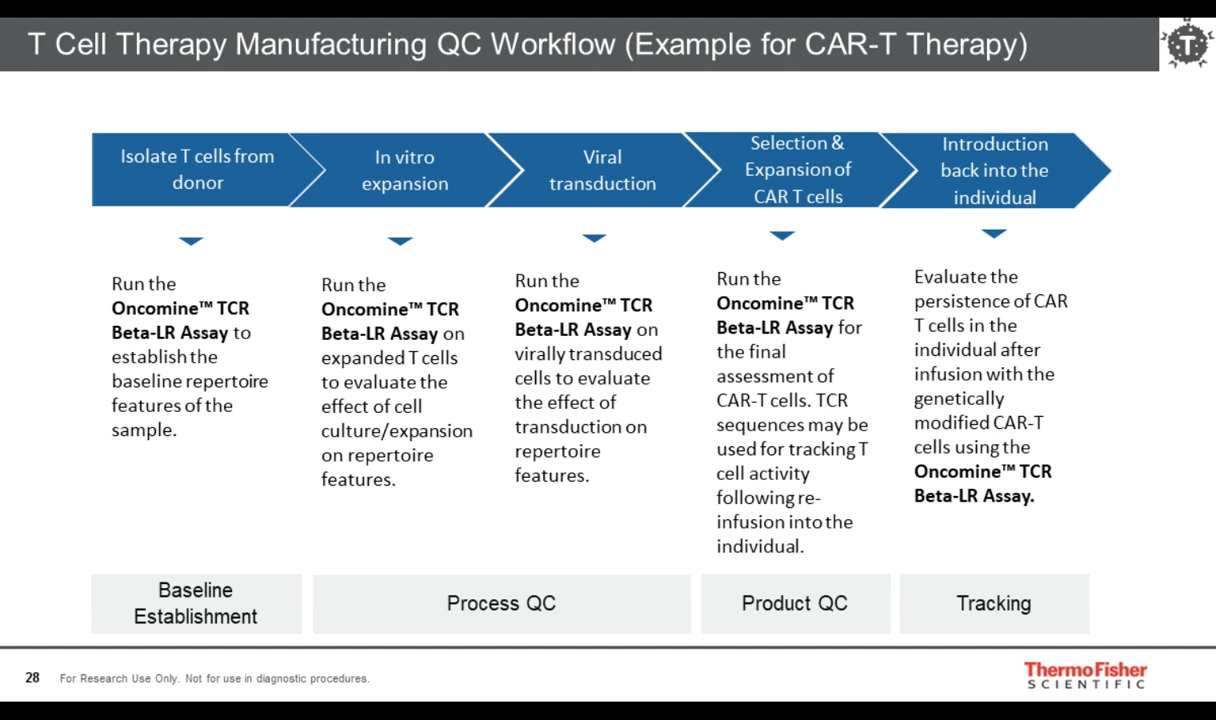 T Cell Therapy Manufacturing QC Workflow (Example for CAR-T Therapy)
T
Isolate T cells from
donor
In vitro
expansion
Viral
transduction
Selection &
Expansion of
CAR T cells
Introduction
back into the
individual
Run the
Oncomine™ TCR
Beta-LR Assay to
establish the
baseline repertoire
features of the
sample.
Run the
Oncomine™ TCR
Beta-LR Assay on
expanded T cells
to evaluate the
effect of cell
culture/expansion
on repertoire
features.
Run the
Oncomine™ TCR
Beta-LR Assay on
virally transduced
cells to evaluate
the effect of
transduction on
repertoire
features.
Run the
Oncomine™ TCR
Beta-LR Assay for
the final
assessment of
CAR-T cells. TCR
sequences may be
used for tracking T
cell activity
following re-
infusion into the
individual.
Evaluate the
persistence of CAR
T cells in the
individual after
infusion with the
genetically
modified CAR-T
cells using the
Oncomine™ TCR
Beta-LR Assay.
Baseline
Establishment
Process QC
Product QC
Tracking
28 For Research Use Only. Not for use in diagnostic procedures.
ThermoFisher
SCIENTIFIC